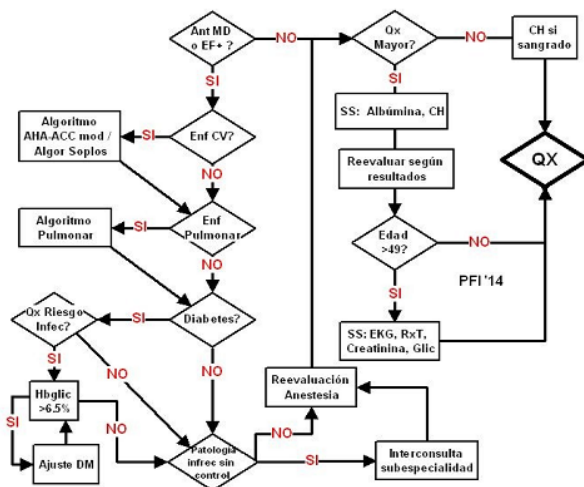 Ant MD
o EF+ ?
NO
Qx
Mayor?
NO
CH si
sangrado
SI
SI
Algoritmo
AHA-ACC mod /
Algor Soplos
SI
Enf CV?
SS: Albúmina, CH
QX
NO
Reevaluar según
resultados
Algoritmo
Pulmonar
SI
Enf
Pulmonar
Edad
>49?
NO
NO
PFI '14
SI
Qx Riesgo
Infec?
SI
Diabetes?
SS: EKG, RxT,
Creatinina, Glic
SI
NO
NO
Hbglic
>6.5%
Reevaluación
Anestesia
SI
NO
NO
Ajuste DM
Patologia
infrec sin
control
SI
Interconsulta
subespecialidad